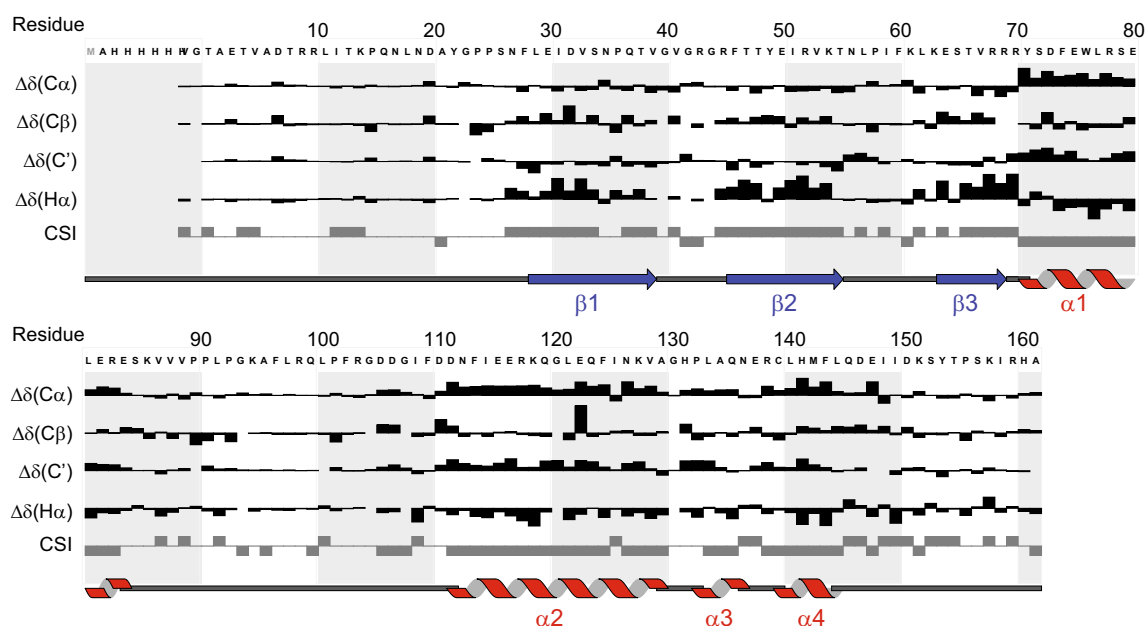 Residue 10 20 30 40 50 60 70 80
M A H H H H H H V G T A E T V A D T R R L I T K P Q N L N D A Y G P P S N F L E I D V S N P Q T V G V G R G R F T T Y E I R V K T N L P I F K L K E S T V R R R Y S D F E W L R S E
Δδ(Cα)
Δδ(Cβ)
Δδ(C')
Δδ(Hα)
CSI
β1 β2 β3 α1
Residue 90 100 110 120 130 140 150 160
L E R E S K V V V P P L P G K A F L R Q L P F R G D D G I F D D N F I E E R K Q G L E Q F I N K V A G H P L A Q N E R C L H M F L Q D E I I D K S Y T P S K I R H A
Δδ(Cα)
Δδ(Cβ)
Δδ(C')
Δδ(Hα)
CSI
α2 α3 α4